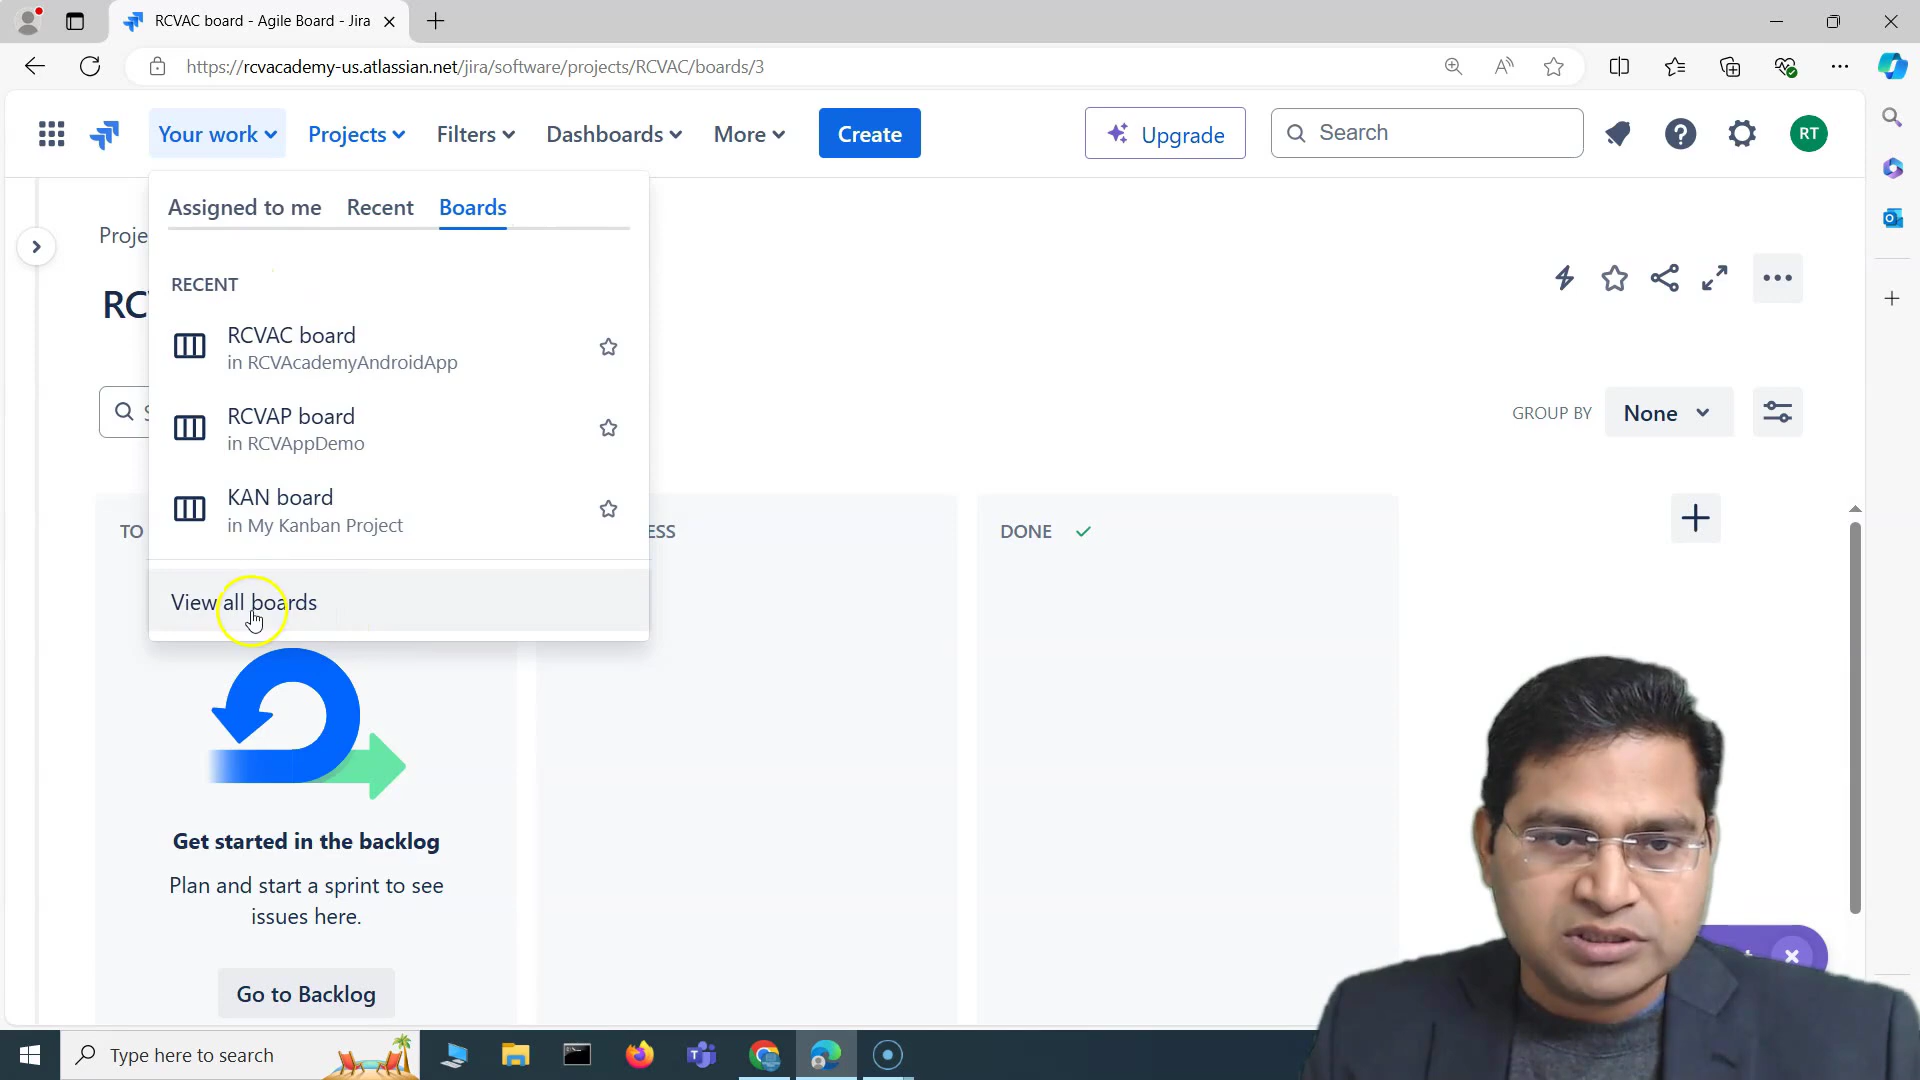 RCVAC board - Agile Board - Jira
https://rcvacademy-us.atlassian.net/jira/software/projects/RCVAC/boards/3
Your work Projects Filters Dashboards More Create Upgrade Search RT
Assigned to me Recent Boards
Proje
RECENT
RC
RCVAC board
in RCVAcademyAndroidApp
RCVAP board
in RCVAppDemo
GROUP BY None
KAN board
in My Kanban Project
TO ESS DONE
View all boards
Get started in the backlog
Plan and start a sprint to see
issues here.
Go to Backlog
Type here to search